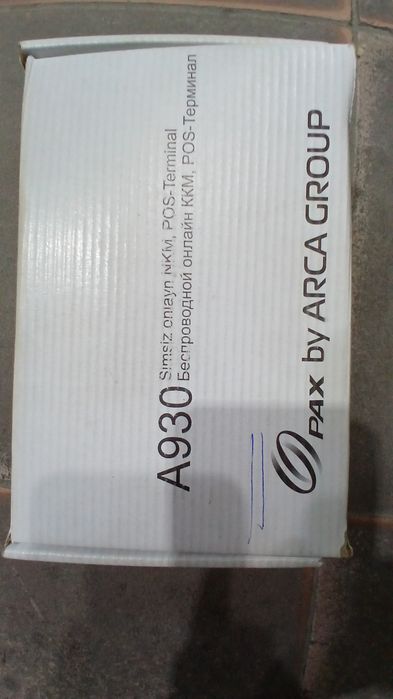 A930
Simsiz onlayn NKM, POS-Terminal
Беспроводной онлайн ККМ, POS-Терминал
PAX by ARCA GROUP